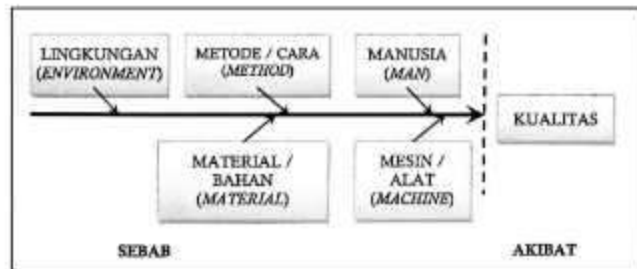 LINGKUNGAN
(ENVIRONMENT)
METODE / CARA
(METHOD)
MANUSIA
(MAN)
KUALITAS
MATERIAL /
BAHAN
(MATERIAL)
MESIN /
ALAT
(MACHINE)
SEBAB
AKIBAT